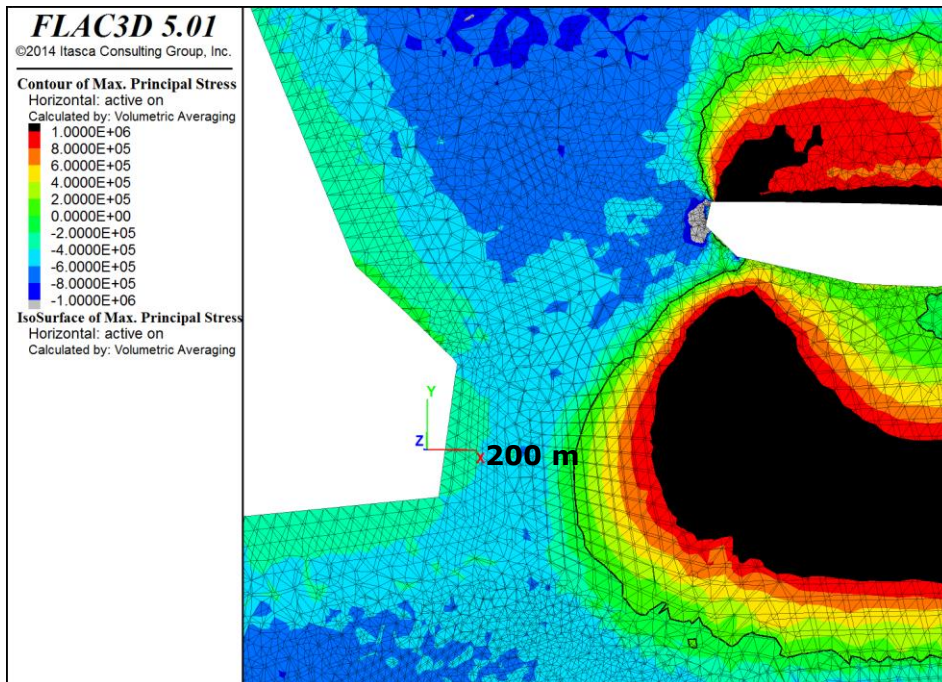 FLAC3D 5.01
©2014 Itasca Consulting Group, Inc.
Contour of Max. Principal Stress
Horizontal: active on
Calculated by: Volumetric Averaging
1.0000E+06
8.0000E+05
6.0000E+05
4.0000E+05
2.0000E+05
0.0000E+00
-2.0000E+05
-4.0000E+05
-6.0000E+05
-8.0000E+05
-1.0000E+06
IsoSurface of Max. Principal Stress
Horizontal: active on
Calculated by: Volumetric Averaging
Y
Z
X
200 m